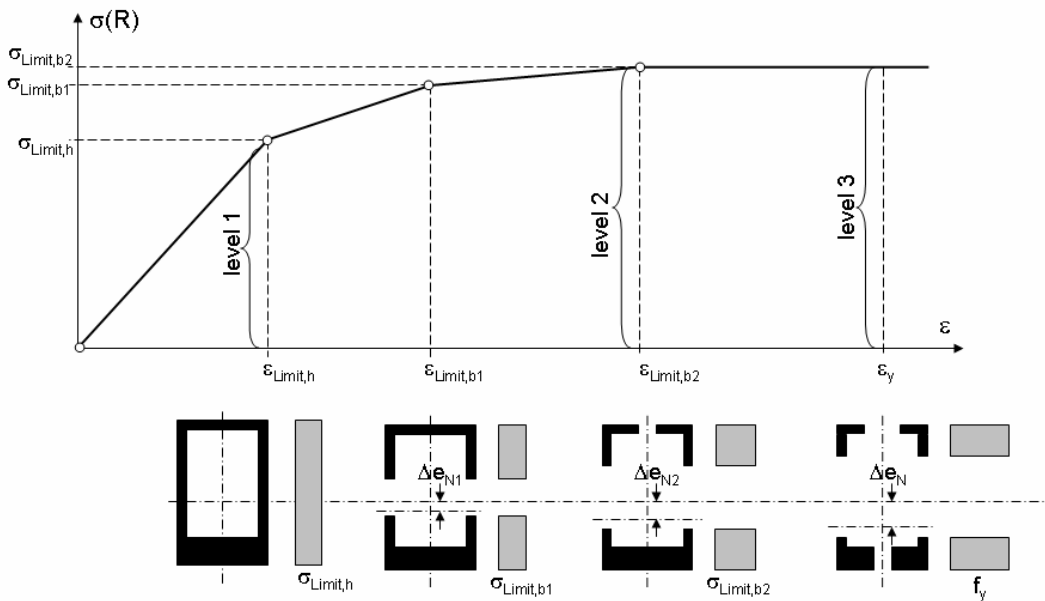 σ(R)
σLimit,b2
σLimit,b1
σLimit,h
level 1
level 2
level 3
ε
εLimit,h
εLimit,b1
εLimit,b2
εy
ΔeN1
ΔeN2
ΔeN
σLimit,h
σLimit,b1
σLimit,b2
fy